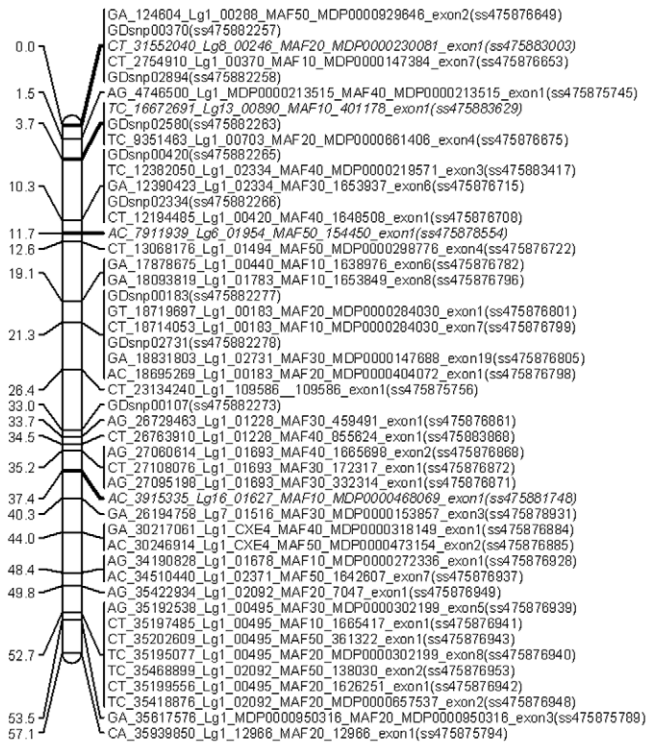 GA_124604_Lg1_00288_MAF50_MDP0000929646_exon2(ss475876649)
GDsnp00370(ss475882257)
0.0 CT_31552040_Lg8_00246_MAF20_MDP0000230081_exon1(ss475883003)
CT_2754910_Lg1_00370_MAF10_MDP0000147384_exon7(ss475876653)
GDsnp02894(ss475882258)
1.5 AG_4746500_Lg1_MDP0000213515_MAF40_MDP0000213515_exon1(ss475875745)
TC_16672691_Lg13_00890_MAF10_401178_exon1(ss475883629)
3.7 GDsnp02580(ss475882263)
TC_9351463_Lg1_00703_MAF20_MDP0000661406_exon4(ss475876675)
GDsnp00420(ss475882265)
TC_12382050_Lg1_02334_MAF40_MDP0000219571_exon3(ss475883417)
10.3 GA_12390423_Lg1_02334_MAF30_1653937_exon6(ss475876715)
GDsnp02334(ss475882266)
CT_12194485_Lg1_00420_MAF40_1648508_exon1(ss475876708)
11.7 AC_7911939_Lg6_01954_MAF50_154450_exon1(ss475878554)
12.6 CT_13068176_Lg1_01494_MAF50_MDP0000298776_exon4(ss475876722)
19.1 GA_17878675_Lg1_00440_MAF10_1638976_exon6(ss475876782)
GA_18093819_Lg1_01783_MAF10_1653849_exon8(ss475876796)
GDsnp00183(ss475882277)
GT_18719697_Lg1_00183_MAF20_MDP0000284030_exon1(ss475876801)
21.3 CT_18714053_Lg1_00183_MAF10_MDP0000284030_exon7(ss475876799)
GDsnp02731(ss475882278)
GA_18831803_Lg1_02731_MAF30_MDP0000147688_exon19(ss475876805)
AC_18695269_Lg1_00183_MAF20_MDP0000404072_exon1(ss475876798)
26.4 CT_23134240_Lg1_109586__109586_exon1(ss475875756)
33.0 GDsnp00107(ss475882273)
33.7 AG_26729463_Lg1_01228_MAF30_459491_exon1(ss475876861)
34.5 CT_26763910_Lg1_01228_MAF40_855624_exon1(ss475883868)
AG_27060614_Lg1_01693_MAF40_1665698_exon2(ss475876868)
35.2 CT_27108076_Lg1_01693_MAF30_172317_exon1(ss475876872)
AG_27095198_Lg1_01693_MAF30_332314_exon1(ss475876871)
37.4 AC_3915335_Lg16_01627_MAF10_MDP0000468069_exon1(ss475881748)
40.3 GA_26194758_Lg7_01516_MAF30_MDP0000153857_exon3(ss475878931)
44.0 GA_30217061_Lg1_CXE4_MAF40_MDP0000318149_exon1(ss475876884)
AC_30246914_Lg1_CXE4_MAF50_MDP0000473154_exon2(ss475876885)
AG_34190828_Lg1_01678_MAF10_MDP0000272336_exon1(ss475876928)
48.4 AC_34510440_Lg1_02371_MAF50_1642607_exon7(ss475876937)
49.8 AG_35422934_Lg1_02092_MAF20_7047_exon1(ss475876949)
AG_35192538_Lg1_00495_MAF30_MDP0000302199_exon5(ss475876939)
CT_35197485_Lg1_00495_MAF10_1665417_exon1(ss475876941)
CT_35202609_Lg1_00495_MAF50_361322_exon1(ss475876943)
52.7 TC_35195077_Lg1_00495_MAF20_MDP0000302199_exon8(ss475876940)
TC_35468899_Lg1_02092_MAF50_138030_exon2(ss475876953)
CT_35199556_Lg1_00495_MAF20_1626251_exon1(ss475876942)
TC_35418876_Lg1_02092_MAF20_MDP0000657537_exon2(ss475876948)
53.5 GA_35617576_Lg1_MDP0000950316_MAF20_MDP0000950316_exon3(ss475875789)
57.1 CA_35939850_Lg1_12966_MAF20_12966_exon1(ss475875794)